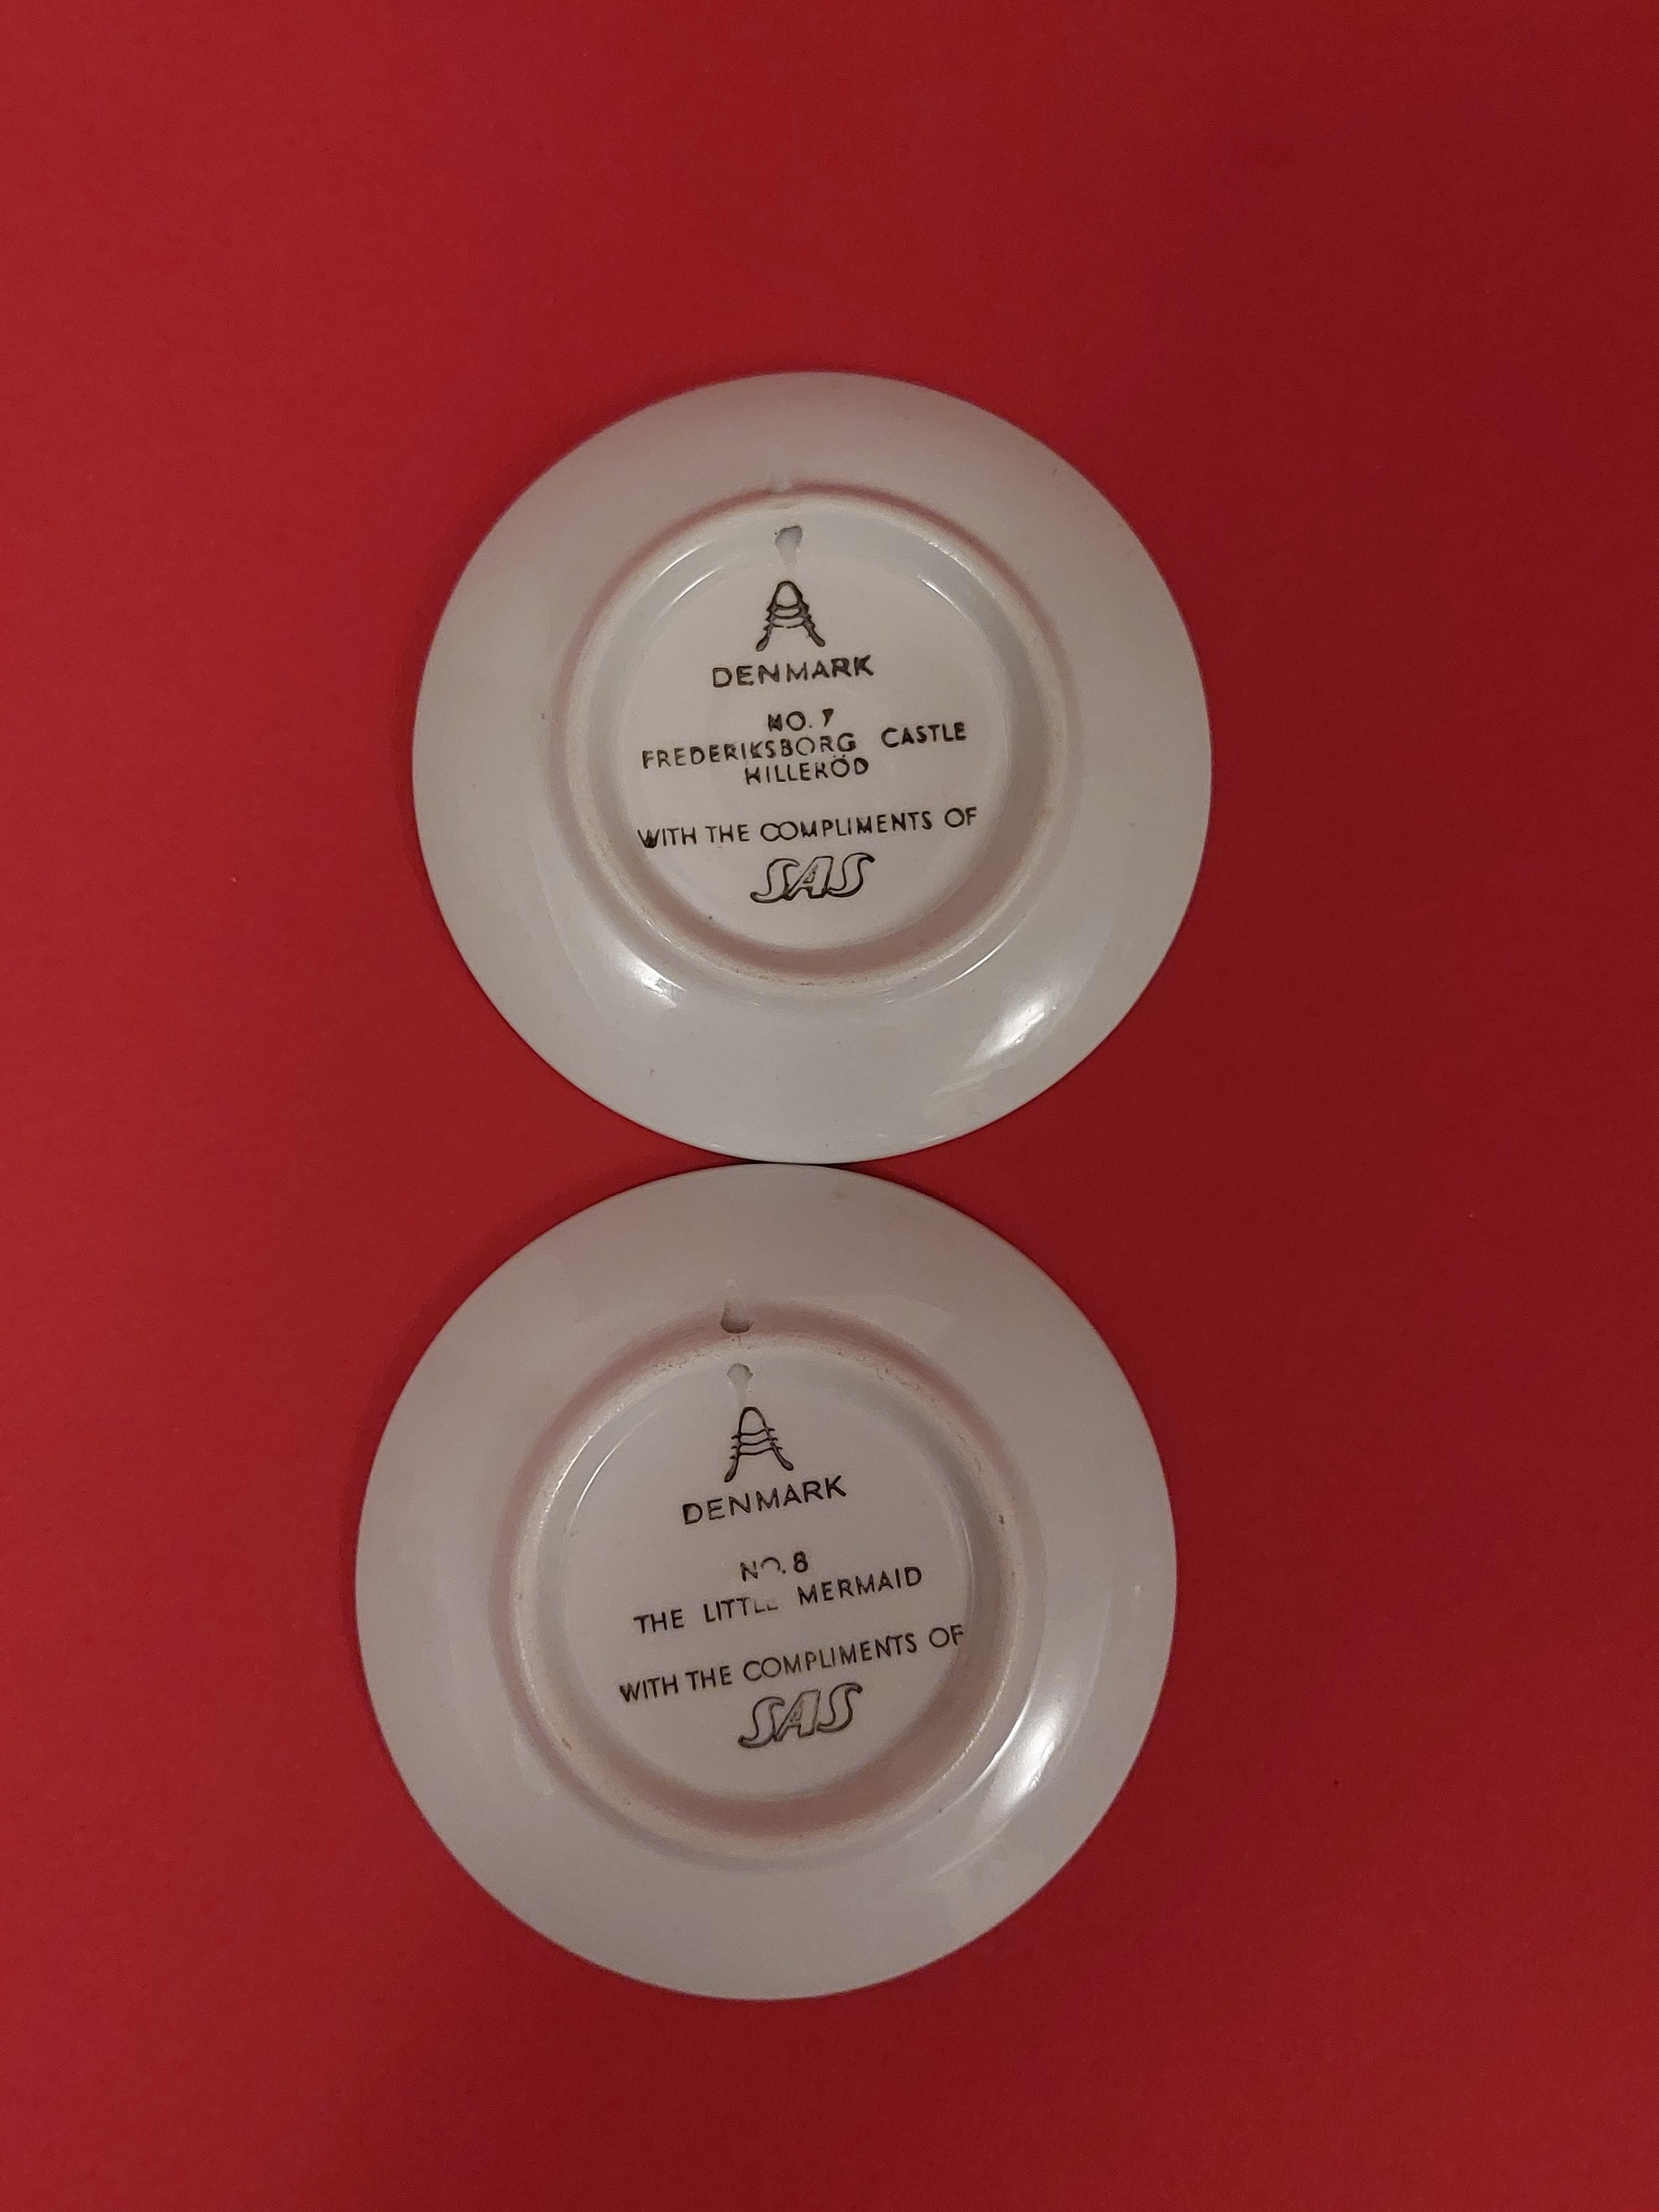 DENMARK
NO. 7
FREDERIKSBORG CASTLE
HILLERÖD
WITH THE COMPLIMENTS OF
SAS
DENMARK
NO. 8
THE LITTLE MERMAID
WITH THE COMPLIMENTS OF
SAS